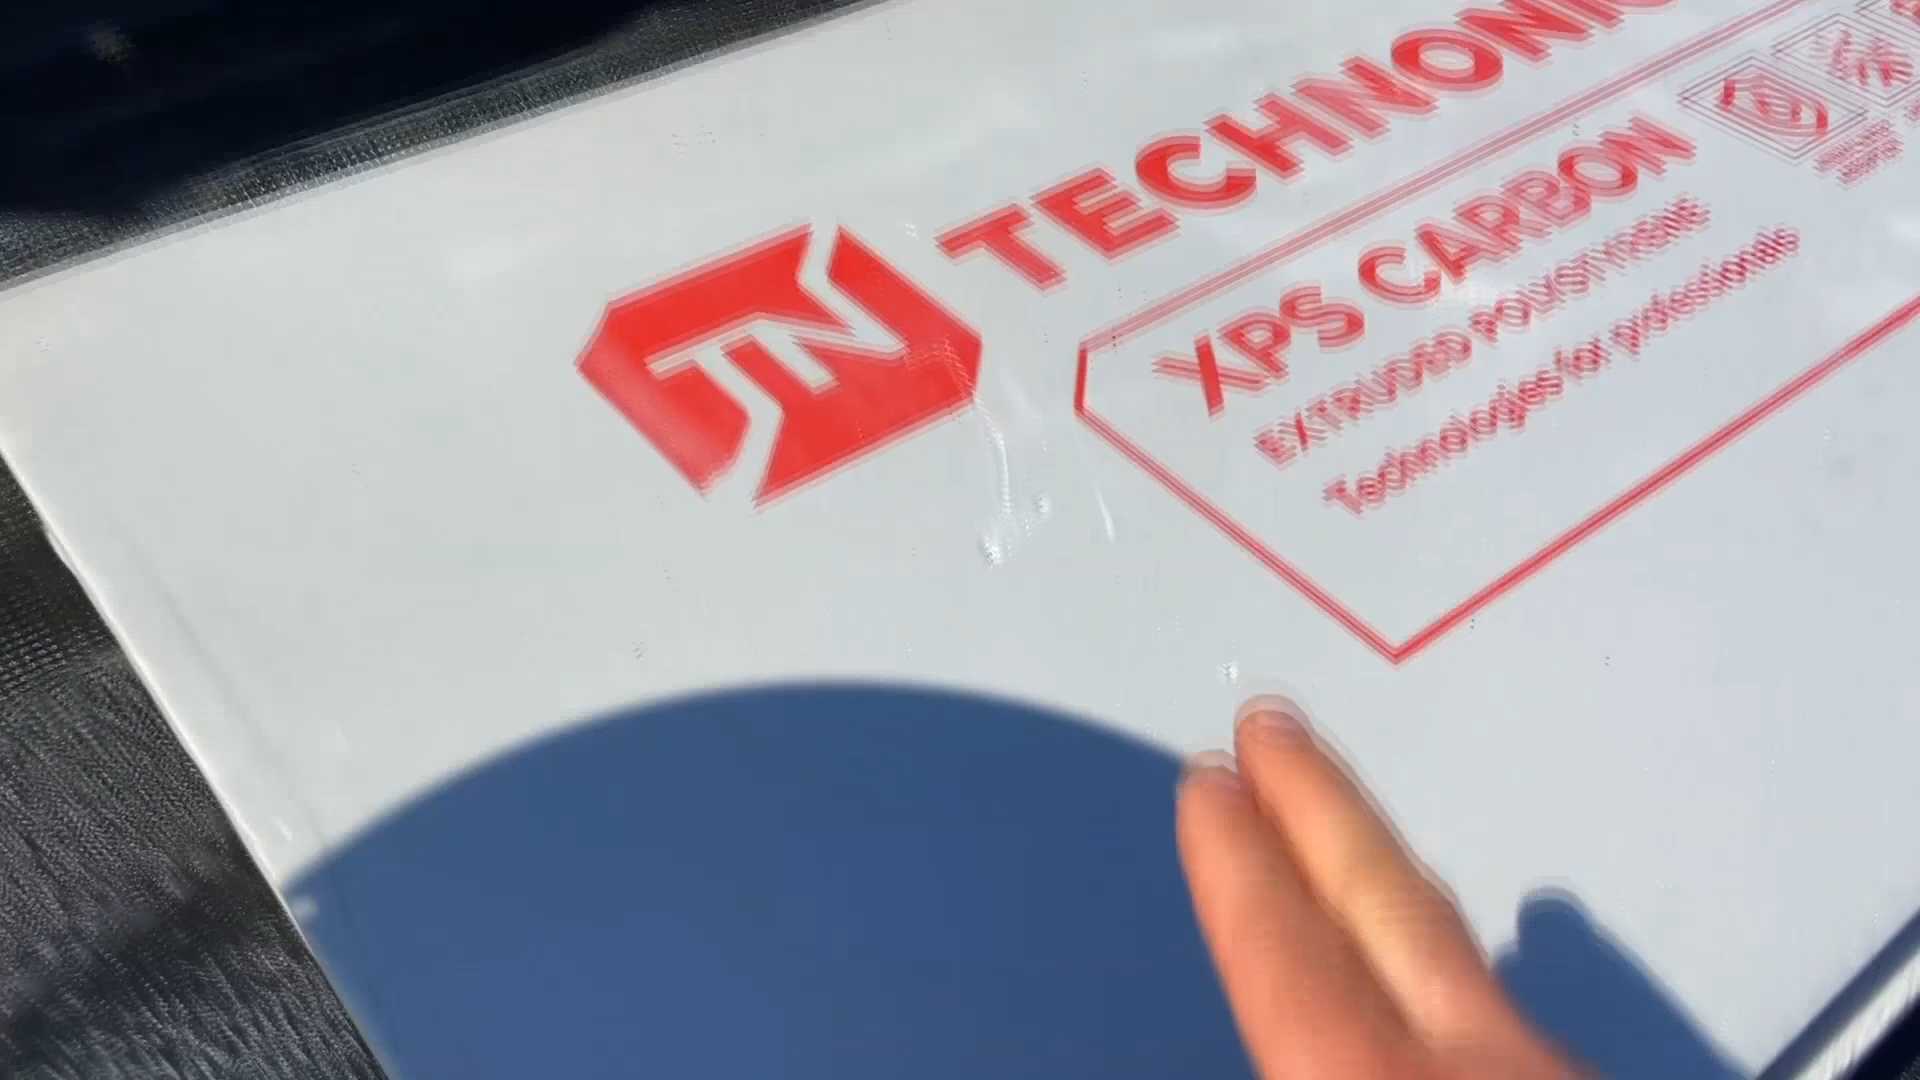 TN
TECHNONIC
XPS CARBON
EXTRUDED POLYSTYRENE
Technologies for professionals